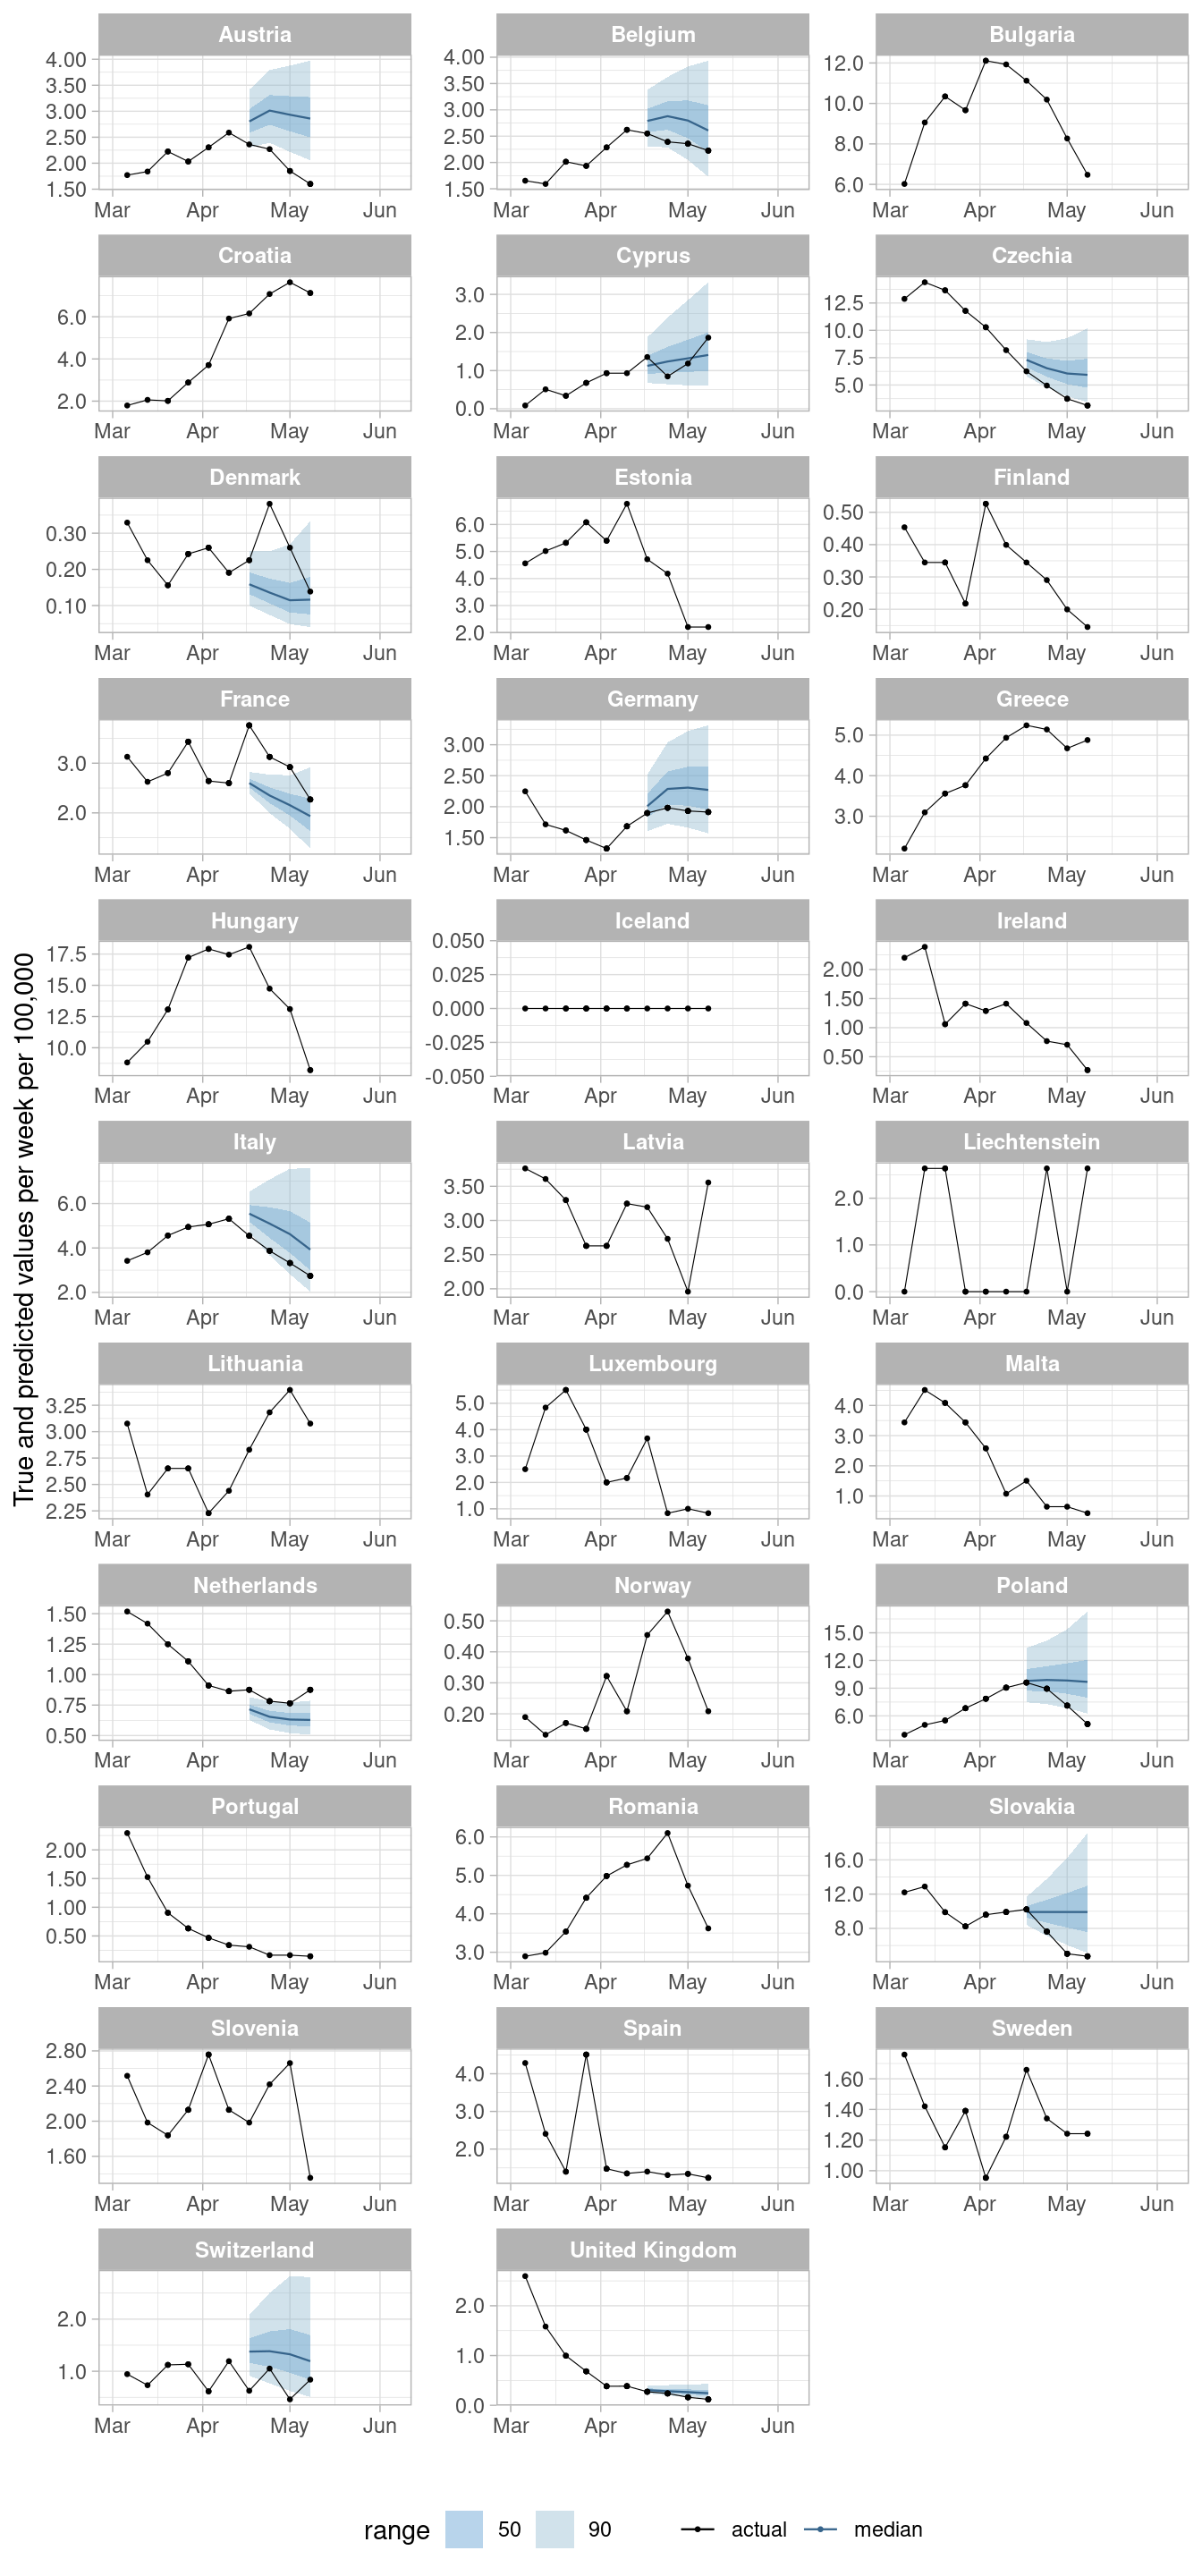 True and predicted values per week per 100,000
Austria
4.00
3.50
3.00
2.50
2.00
1.50
Mar Apr May Jun
Belgium
4.00
3.50
3.00
2.50
2.00
1.50
Mar Apr May Jun
Bulgaria
12.0
10.0
8.0
6.0
Mar Apr May Jun
Croatia
6.0
4.0
2.0
Mar Apr May Jun
Cyprus
3.0
2.0
1.0
0.0
Mar Apr May Jun
Czechia
12.5
10.0
7.5
5.0
Mar Apr May Jun
Denmark
0.30
0.20
0.10
Mar Apr May Jun
Estonia
6.0
5.0
4.0
3.0
2.0
Mar Apr May Jun
Finland
0.50
0.40
0.30
0.20
Mar Apr May Jun
France
3.0
2.0
Mar Apr May Jun
Germany
3.00
2.50
2.00
1.50
Mar Apr May Jun
Greece
5.0
4.0
3.0
Mar Apr May Jun
Hungary
17.5
15.0
12.5
10.0
Mar Apr May Jun
Iceland
0.050
0.025
0.000
-0.025
-0.050
Mar Apr May Jun
Ireland
2.00
1.50
1.00
0.50
Mar Apr May Jun
Italy
6.0
4.0
2.0
Mar Apr May Jun
Latvia
3.50
3.00
2.50
2.00
Mar Apr May Jun
Liechtenstein
2.0
1.0
0.0
Mar Apr May Jun
Lithuania
3.25
3.00
2.75
2.50
2.25
Mar Apr May Jun
Luxembourg
5.0
4.0
3.0
2.0
1.0
Mar Apr May Jun
Malta
4.0
3.0
2.0
1.0
Mar Apr May Jun
Netherlands
1.50
1.25
1.00
0.75
0.50
Mar Apr May Jun
Norway
0.50
0.40
0.30
0.20
Mar Apr May Jun
Poland
15.0
12.0
9.0
6.0
Mar Apr May Jun
Portugal
2.00
1.50
1.00
0.50
Mar Apr May Jun
Romania
6.0
5.0
4.0
3.0
Mar Apr May Jun
Slovakia
16.0
12.0
8.0
Mar Apr May Jun
Slovenia
2.80
2.40
2.00
1.60
Mar Apr May Jun
Spain
4.0
3.0
2.0
Mar Apr May Jun
Sweden
1.60
1.40
1.20
1.00
Mar Apr May Jun
Switzerland
2.0
1.0
Mar Apr May Jun
United Kingdom
2.0
1.0
0.0
Mar Apr May Jun
range 50 90 actual median